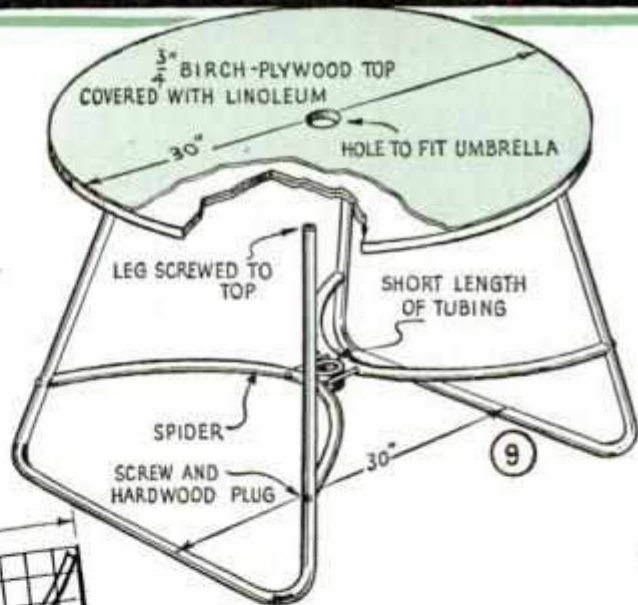 3/4" BIRCH-PLYWOOD TOP
COVERED WITH LINOLEUM
30"
HOLE TO FIT UMBRELLA
LEG SCREWED TO
TOP
SHORT LENGTH
OF TUBING
SPIDER
SCREW AND
HARDWOOD PLUG
30"
9